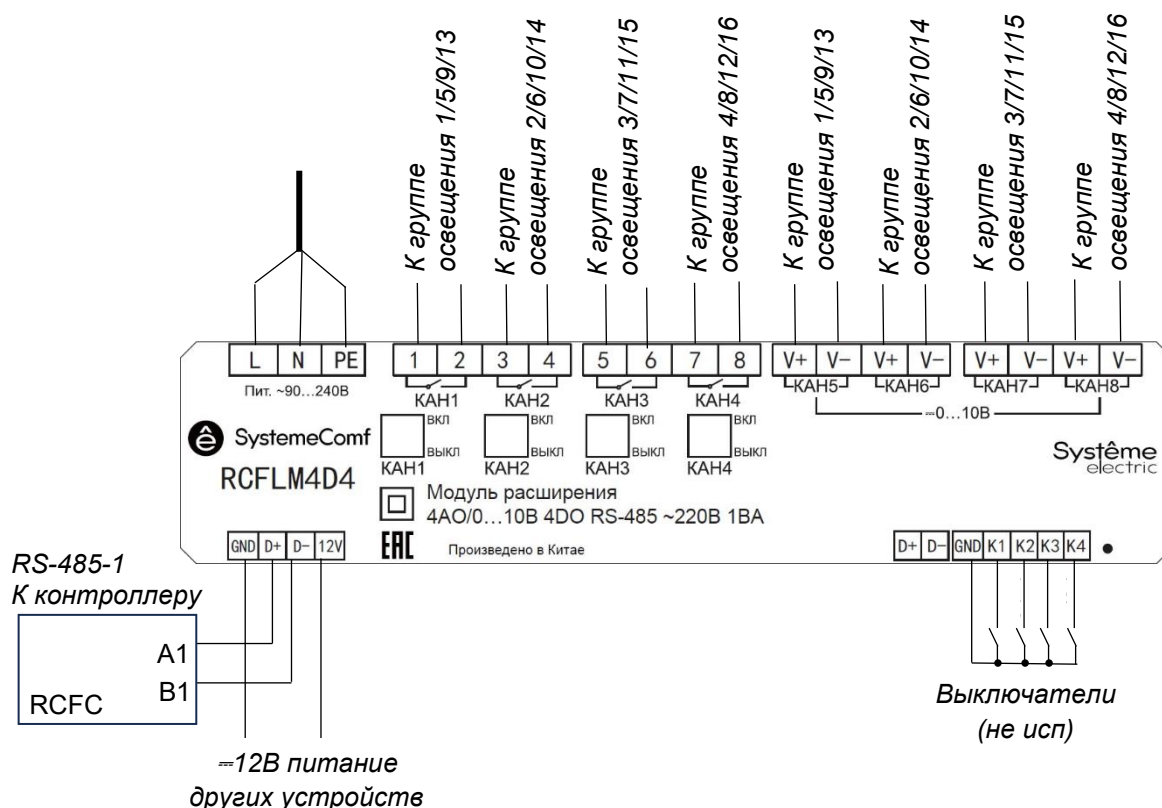 К группе
освещения 1/5/9/13
К группе
освещения 2/6/10/14
К группе
освещения 3/7/11/15
К группе
освещения 4/8/12/16
К группе
освещения 1/5/9/13
К группе
освещения 2/6/10/14
К группе
освещения 3/7/11/15
К группе
освещения 4/8/12/16
L N PE
1 2 3 4 5 6 7 8
V+ V- V+ V- V+ V- V+ V-
Пит. ~90...240В
КАН1 КАН2 КАН3 КАН4
КАН5 КАН6 КАН7 КАН8
⎓0...10В
ВКЛ ВКЛ ВКЛ ВКЛ
ВЫКЛ ВЫКЛ ВЫКЛ ВЫКЛ
КАН1 КАН2 КАН3 КАН4
ê SystemeComf
RCFLM4D4
Système
electric
Модуль расширения
4AO/0...10В 4DO RS-485 ~220В 1ВА
EAC Произведено в Китае
GND D+ D- 12V
D+ D- GND K1 K2 K3 K4
RS-485-1
К контроллеру
A1
B1
RCFC
Выключатели
(не исп)
⎓12В питание
других устройств